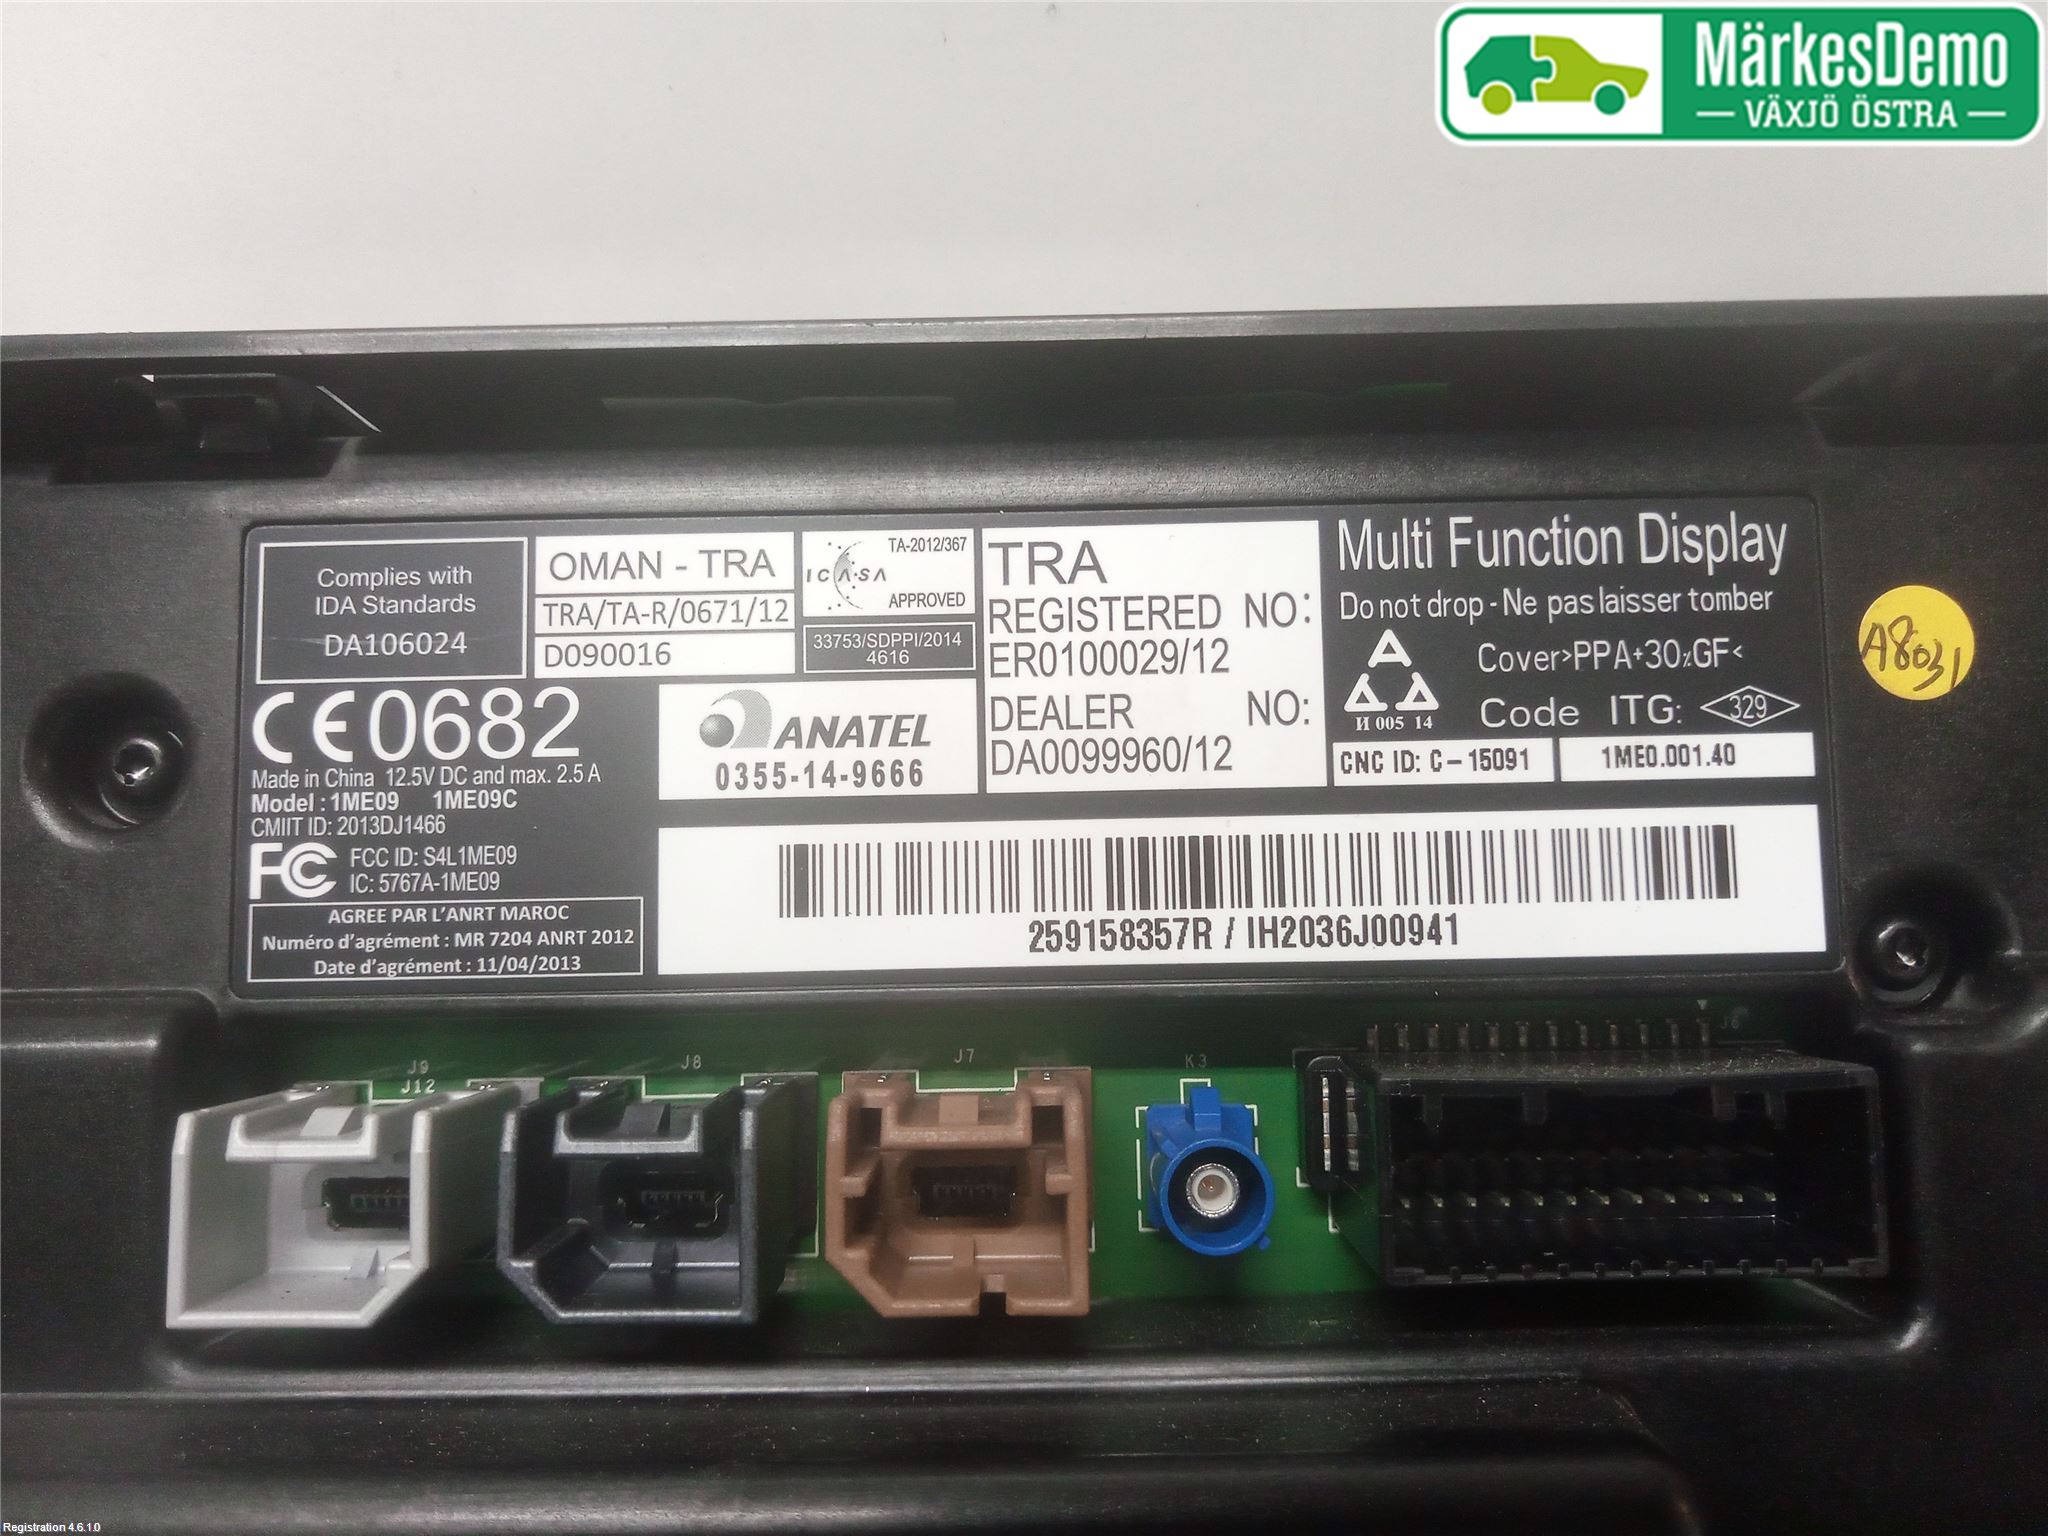 MärkesDemo
VÄXJÖ ÖSTRA
Complies with
IDA Standards
DA106024
OMAN - TRA
TRA/TA-R/0671/12
D090016
TA-2012/367
ICASA
APPROVED
33753/SDPPI/2014
4616
TRA
REGISTERED NO:
ER0100029/12
DEALER NO:
DA0099960/12
Multi Function Display
Do not drop - Ne pas laisser tomber
Cover>PPA+30%GF<
И 005 14
Code ITG: 329
CNC ID: C-15091
1ME0.001.40
A8031
CE0682
Made in China 12.5V DC and max. 2.5 A
Model : 1ME09 1ME09C
CMIIT ID: 2013DJ1466
FC FCC ID: S4L1ME09
IC: 5767A-1ME09
AGREE PAR L'ANRT MAROC
Numéro d'agrément : MR 7204 ANRT 2012
Date d'agrément : 11/04/2013
ANATEL
0355-14-9666
259158357R / IH2036J00941
J9
J12
J8
J7
K3
J6
Registration 4.6.1.0